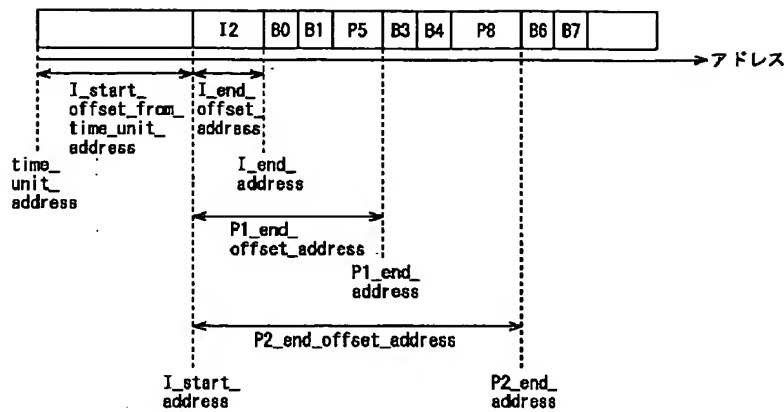 I2 B0 B1 P5 B3 B4 P8 B6 B7
アドレス
I_start_
offset_from_
time_unit_
address
I_end_
offset_
address
time_
unit_
address
I_end_
address
P1_end_
offset_address
P1_end_
address
P2_end_offset_address
I_start_
address
P2_end_
address